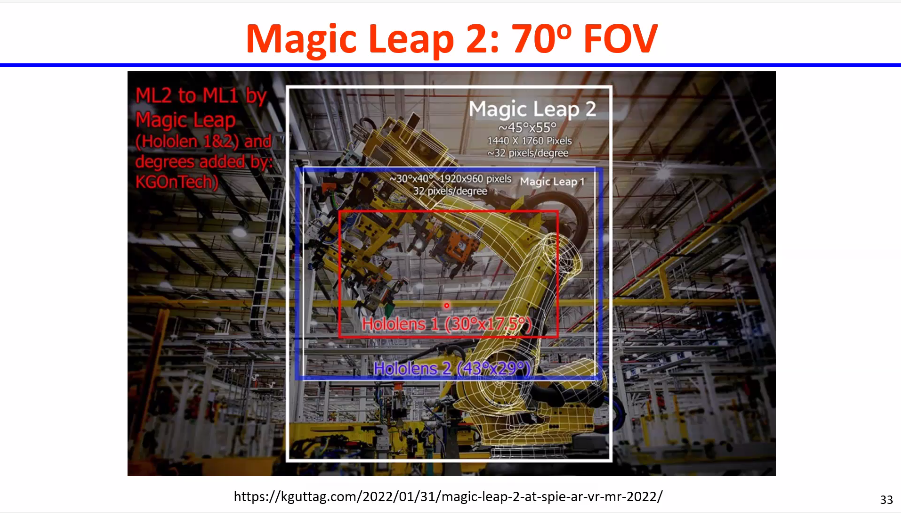 Magic Leap 2: 70º FOV
ML2 to ML1 by
Magic Leap
(Hololen 1&2) and
degrees added by:
KGOnTech)
Magic Leap 2
~45°x55°
1440 X 1760 Pixels
~32 pixels/degree
~30°x40° ~1920x960 pixels
32 pixels/degree
Magic Leap 1
Hololens 1 (30°x17.5°)
Hololens 2 (43°x29°)
https://kguttag.com/2022/01/31/magic-leap-2-at-spie-ar-vr-mr-2022/
33